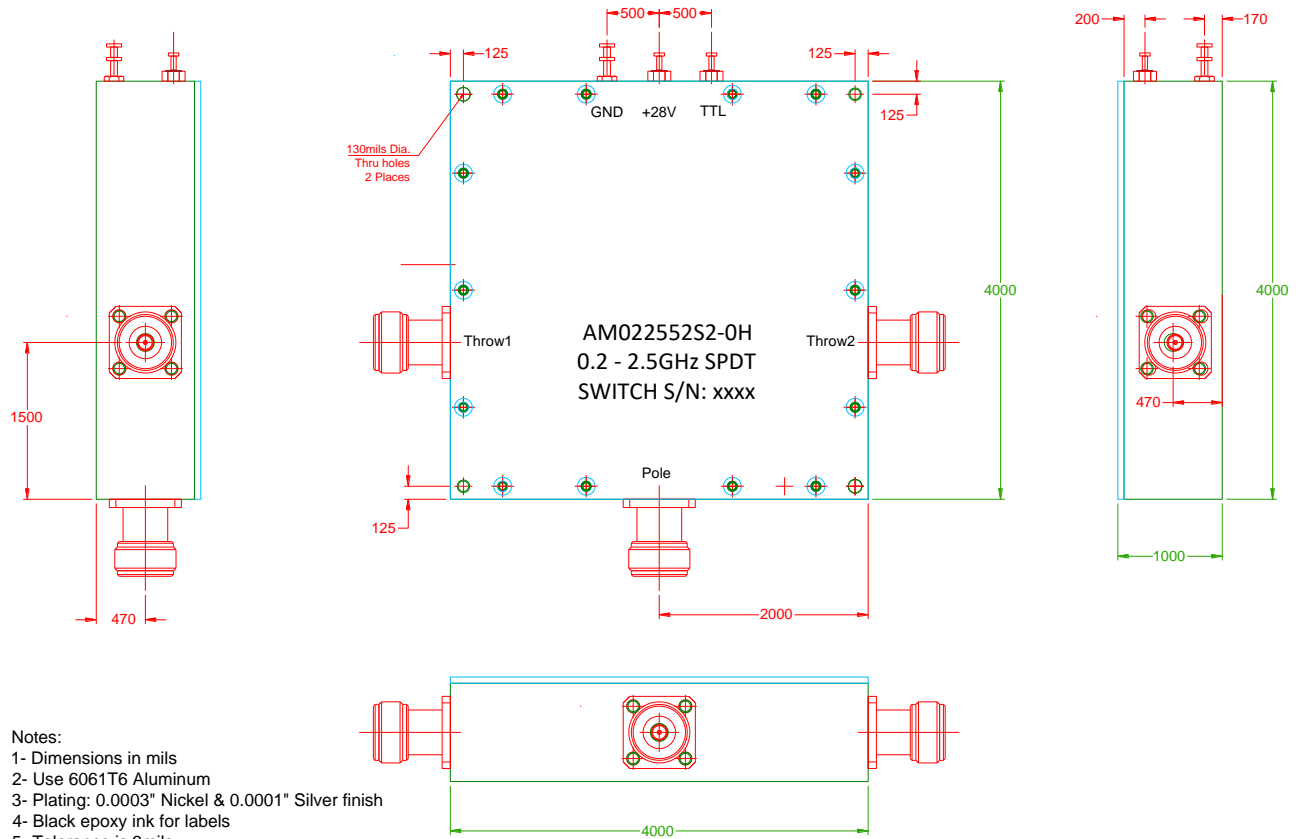 500 500
200 170
125 125
125
GND +28V TTL
130mils Dia.
Thru holes
2 Places
4000 4000
Throw1 Throw2
AM022552S2-0H
0.2 - 2.5GHz SPDT
SWITCH S/N: xxxx
1500
470
Pole
125
1000
470
2000
Notes:
1- Dimensions in mils
2- Use 6061T6 Aluminum
3- Plating: 0.0003" Nickel & 0.0001" Silver finish
4- Black epoxy ink for labels
4000